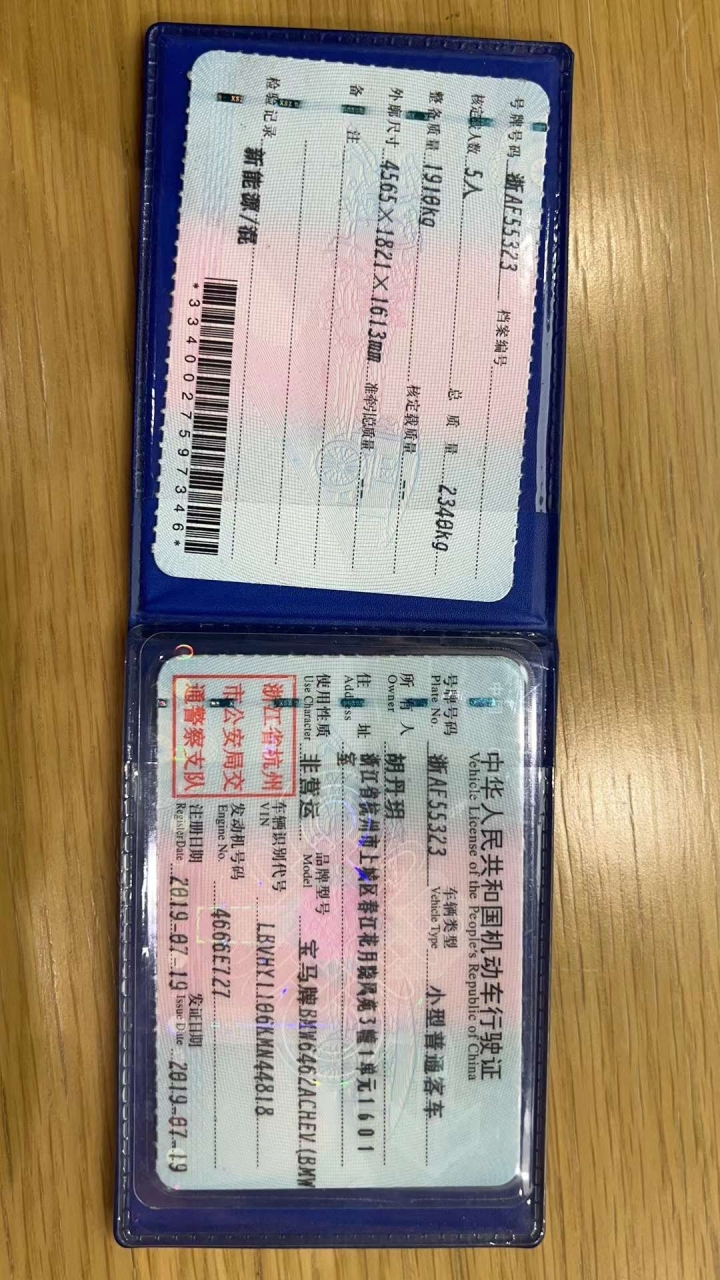 中华人民共和国机动车行驶证
Vehicle License of the People's Republic of China
号牌号码 浙AF55323 车辆类型 小型普通客车
Plate No. Vehicle Type
所有人 胡丹玥
Owner
住址 浙江省杭州市上城区春江花月晓风苑3幢1单元1601室
Address
使用性质 非营运 品牌型号 宝马牌BMW6462ACHEV(BMW
Use Character Model
浙江省杭州市公安局交通警察支队
车辆识别代号 LBVHY1106KMN44818
VIN
发动机号码 4666E727
Engine No.
注册日期 2019-07-19 发证日期 2019-07-19
Register Date Issue Date
号牌号码 浙AF55323 档案编号
核定载人数 5人 总质量 2340kg
整备质量 1910kg 核定载质量 --
外廓尺寸 4565×1821×1613mm 准牵引总质量 --
备注
检验记录 新能源/混
*3340027597346*